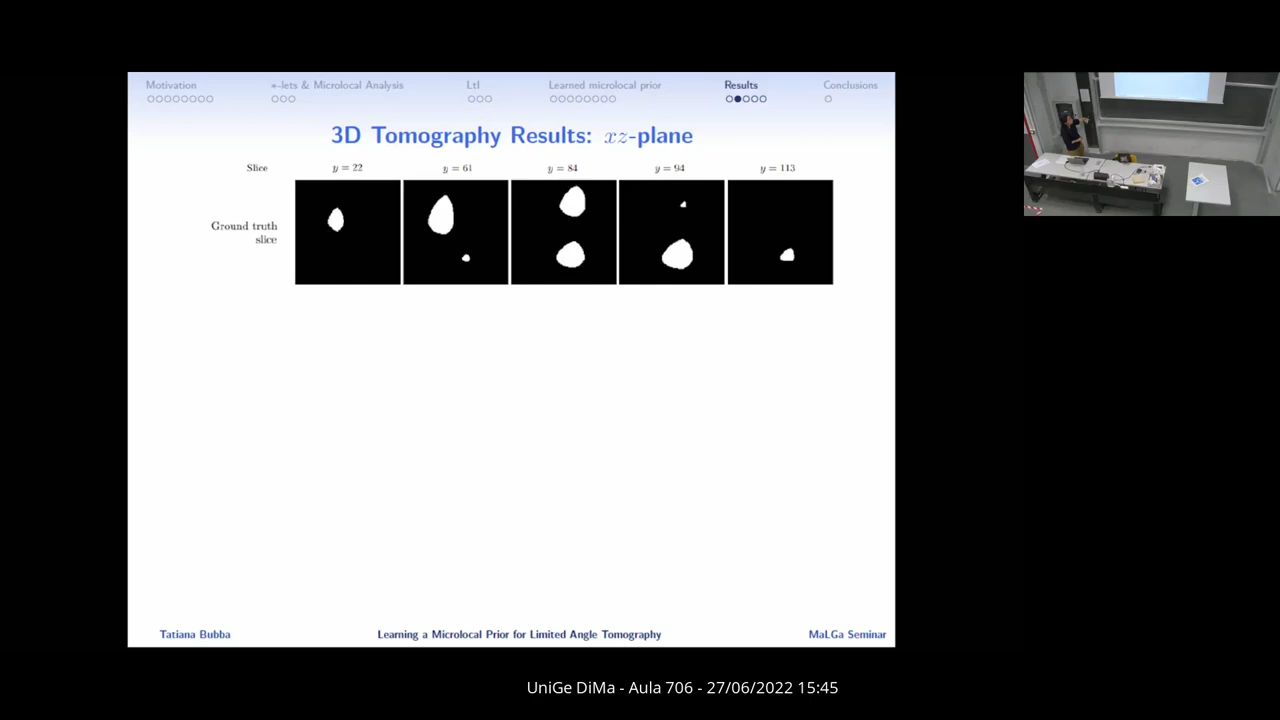 Motivation *-lets & Microlocal Analysis LtI Learned microlocal prior Results Conclusions
3D Tomography Results: xz-plane
Slice y = 22 y = 61 y = 84 y = 94 y = 113
Ground truth
slice
Tatiana Bubba Learning a Microlocal Prior for Limited Angle Tomography MaLGa Seminar
UniGe DiMa - Aula 706 - 27/06/2022 15:45